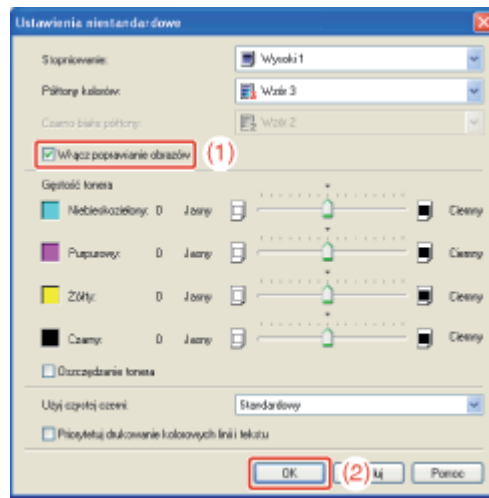 Ustawienia niestandardowe
Stopniowanie: Wysoki 1
Półtony kolorów: Wzór 3
Czarno białe półtony: Wzór 2
Włącz poprawianie obrazów (1)
Gęstość tonera
Niebieskozielony: 0 Jasny Ciemny
Purpurowy: 0 Jasny Ciemny
Żółty: 0 Jasny Ciemny
Czarny: 0 Jasny Ciemny
Oszczędzanie tonera
Użyj czystej czerni: Standardowy
Priorytetuj drukowanie kolorowych linii i tekstu
OK (2) uj Pomoc